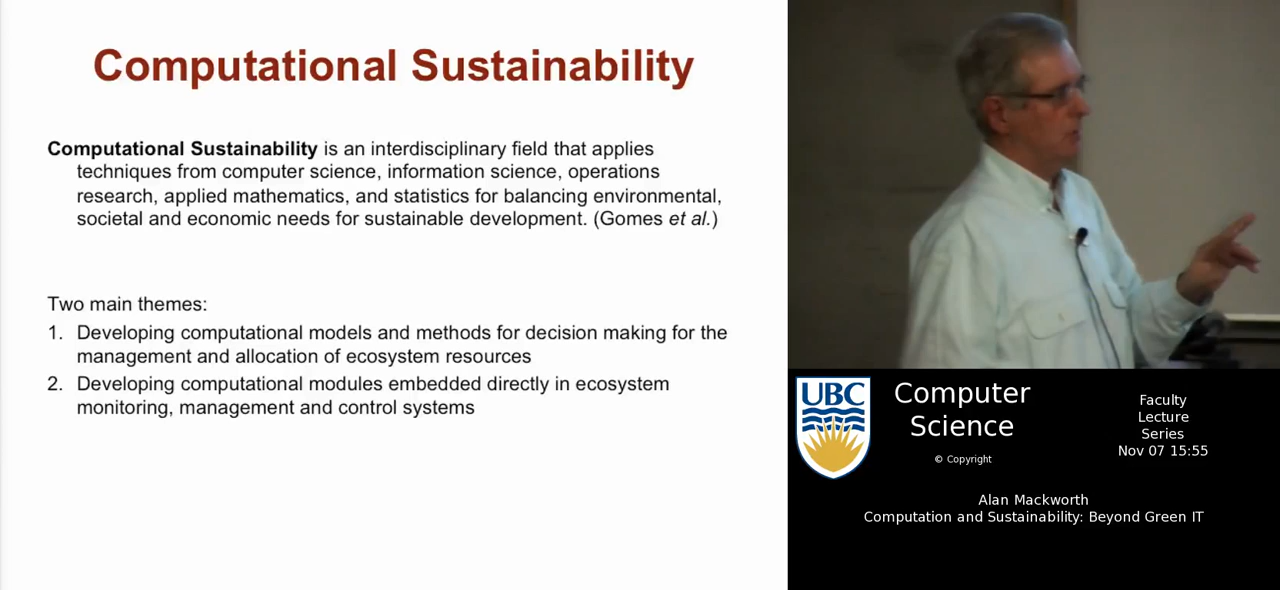 Computational Sustainability
Computational Sustainability is an interdisciplinary field that applies
techniques from computer science, information science, operations
research, applied mathematics, and statistics for balancing environmental,
societal and economic needs for sustainable development. (Gomes et al.)
Two main themes:
1. Developing computational models and methods for decision making for the
management and allocation of ecosystem resources
2. Developing computational modules embedded directly in ecosystem
monitoring, management and control systems
UBC
Computer
Science
© Copyright
Faculty
Lecture
Series
Nov 07 15:55
Alan Mackworth
Computation and Sustainability: Beyond Green IT